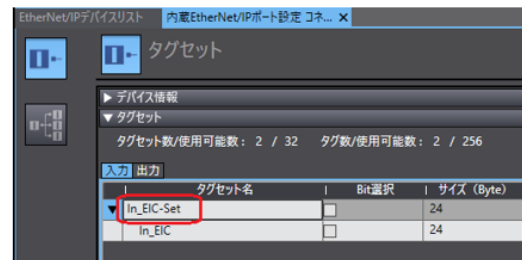 EtherNet/IPデバイスリスト 内蔵EtherNet/IPポート設定 コネ... ×
タグセット
▶ デバイス情報
▼ タグセット
タグセット数/使用可能数: 2 / 32 タグ数/使用可能数: 2 / 256
入力 出力
タグセット名 | Bit選択 | サイズ (Byte)
▼ In_EIC-Set 24
In_EIC 24